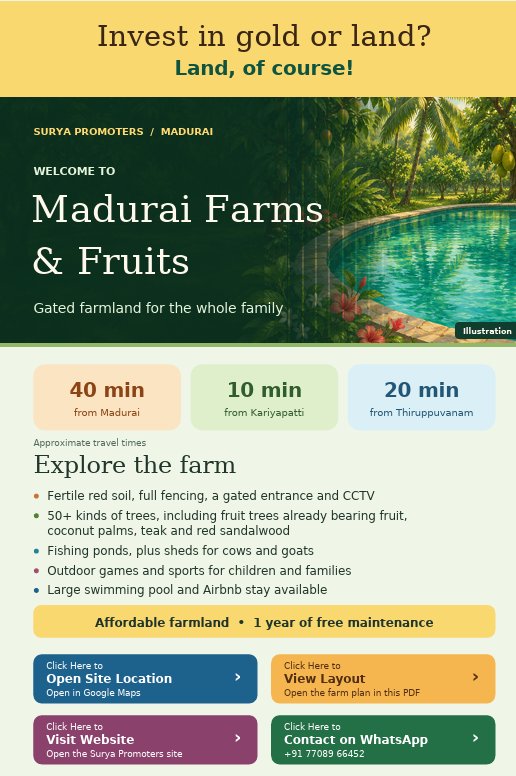 Invest in gold or land?
Land, of course!
SURYA PROMOTERS / MADURAI
WELCOME TO
Madurai Farms
& Fruits
Gated farmland for the whole family
Illustration
40 min
from Madurai
10 min
from Kariyapatti
20 min
from Thiruppuvanam
Approximate travel times
Explore the farm
• Fertile red soil, full fencing, a gated entrance and CCTV
• 50+ kinds of trees, including fruit trees already bearing fruit,
coconut palms, teak and red sandalwood
• Fishing ponds, plus sheds for cows and goats
• Outdoor games and sports for children and families
• Large swimming pool and Airbnb stay available
Affordable farmland • 1 year of free maintenance
Click Here to
Open Site Location ›
Open in Google Maps
Click Here to
View Layout ›
Open the farm plan in this PDF
Click Here to
Visit Website ›
Open the Surya Promoters site
Click Here to
Contact on WhatsApp ›
+91 77089 66452